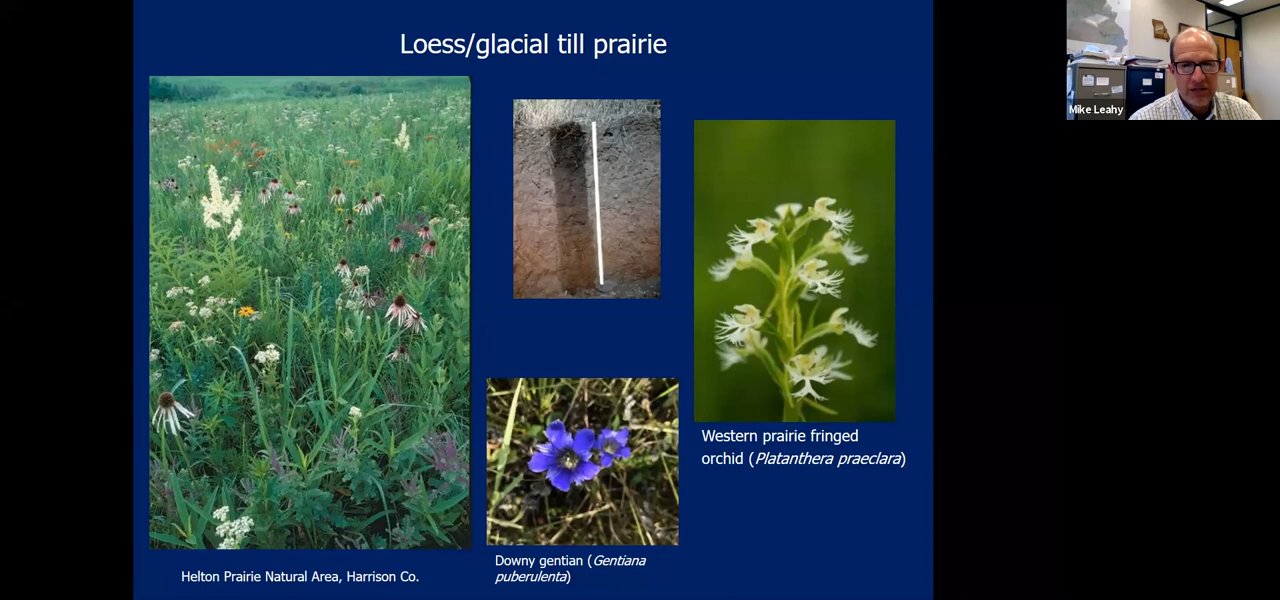 Loess/glacial till prairie
Mike Leahy
Western prairie fringed
orchid (Platanthera praeclara)
Downy gentian (Gentiana
puberulenta)
Helton Prairie Natural Area, Harrison Co.